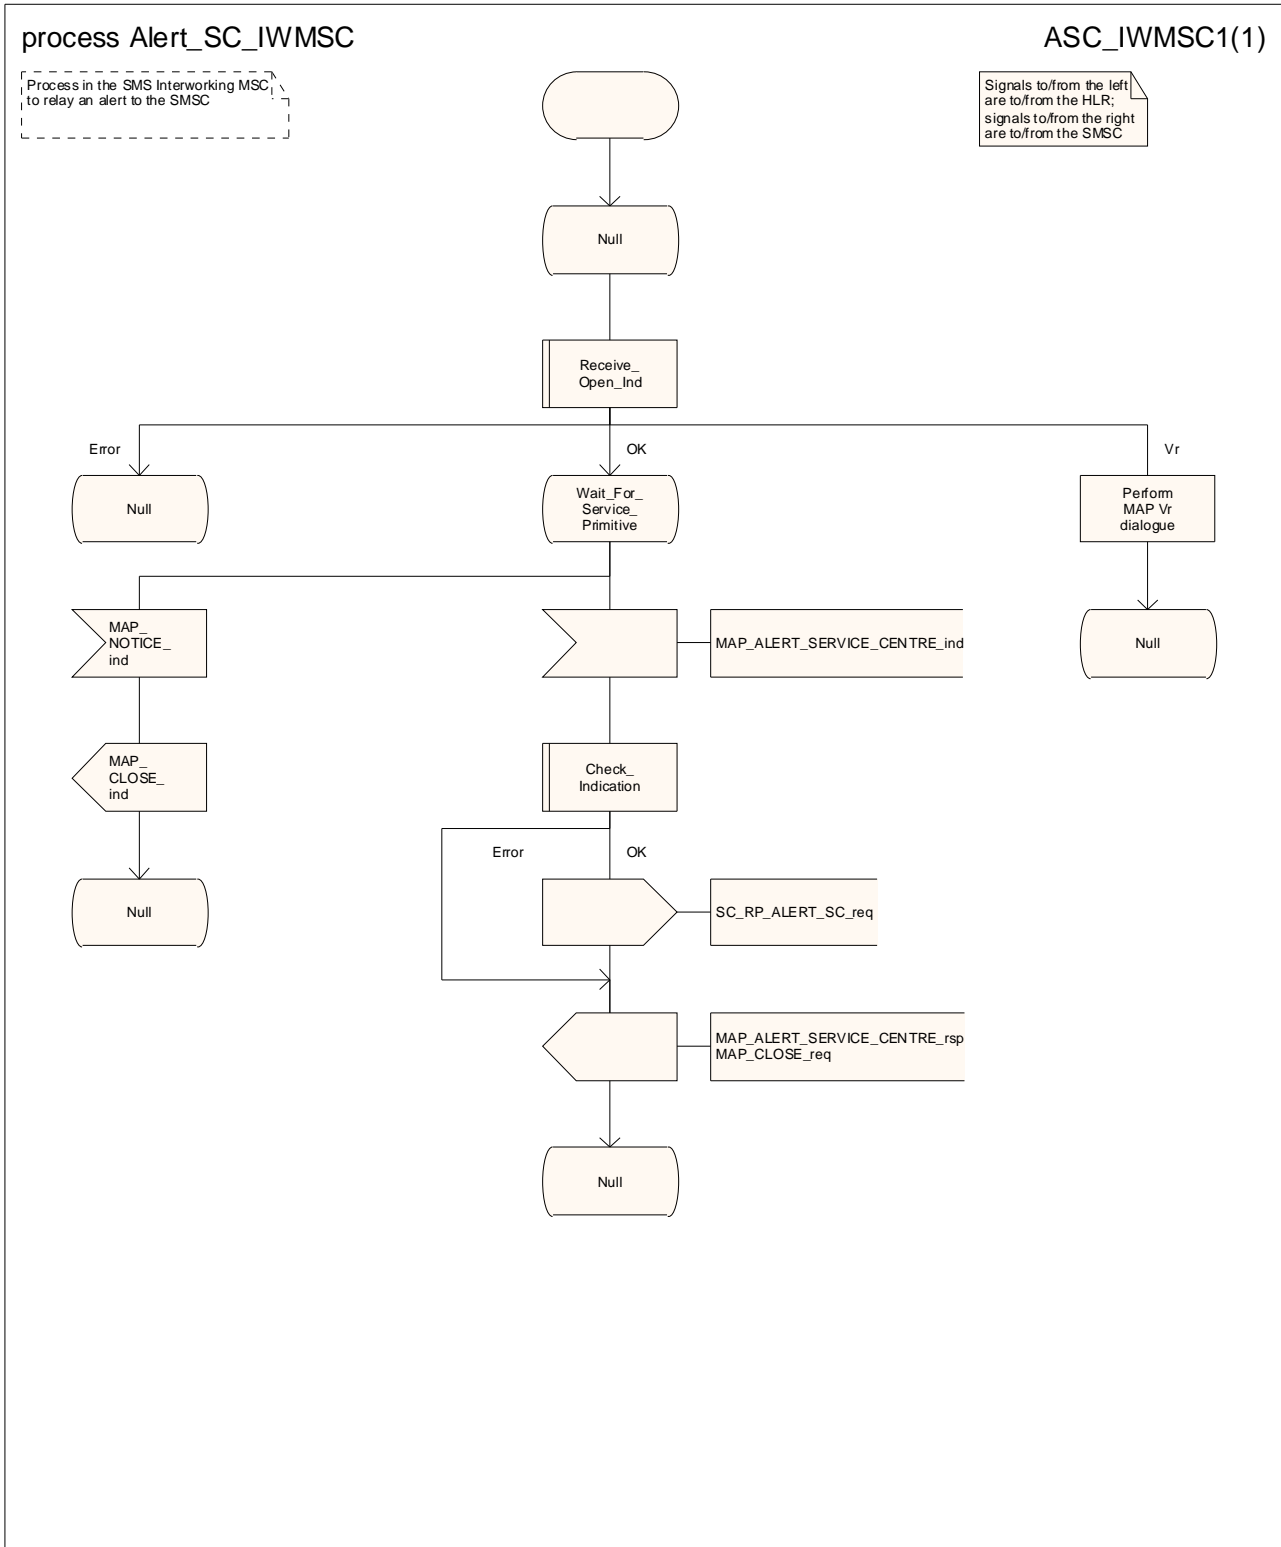 process Alert_SC_IWMSC
ASC_IWMSC1(1)
Process in the SMS Interworking MSC
to relay an alert to the SMSC
Signals to/from the left
are to/from the HLR;
signals to/from the right
are to/from the SMSC
Null
Receive_
Open_Ind
Error
OK
Vr
Null
Wait_For_
Service_
Primitive
Perform
MAP Vr
dialogue
MAP_
NOTICE_
ind
MAP_ALERT_SERVICE_CENTRE_ind
Null
MAP_
CLOSE_
ind
Check_
Indication
Error
OK
Null
SC_RP_ALERT_SC_req
MAP_ALERT_SERVICE_CENTRE_rsp
MAP_CLOSE_req
Null